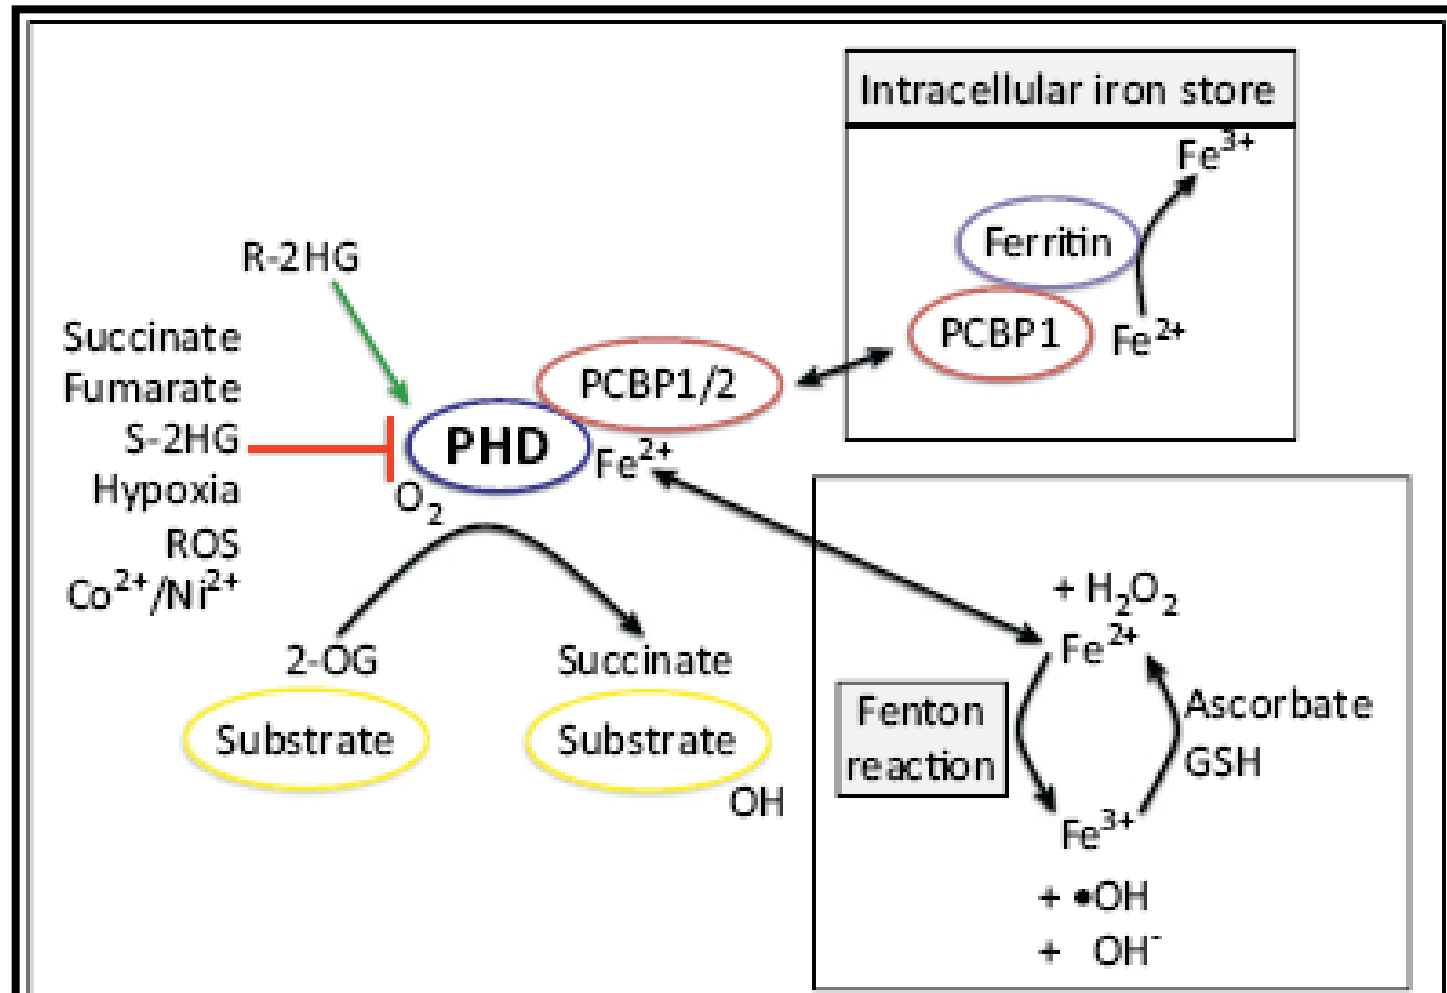 Intracellular iron store
Fe³⁺
Ferritin
PCBP1
Fe²⁺
R-2HG
Succinate
Fumarate
S-2HG
Hypoxia
ROS
Co²⁺/Ni²⁺
PCBP1/2
PHD
Fe²⁺
O₂
2-OG
Succinate
Substrate
Substrate
OH
+ H₂O₂
Fe²⁺
Fenton
reaction
Ascorbate
GSH
Fe³⁺
+ •OH
+ OH⁻